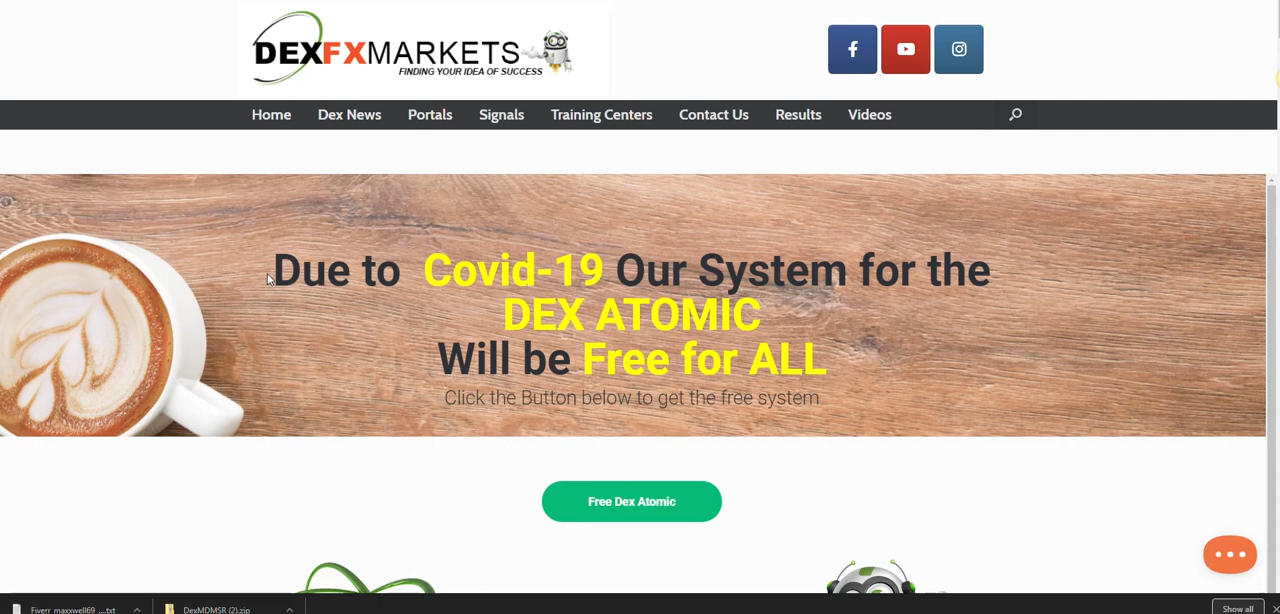 DEXFXMARKETS
FINDING YOUR IDEA OF SUCCESS
Home Dex News Portals Signals Training Centers Contact Us Results Videos
Due to Covid-19 Our System for the
DEX ATOMIC
Will be Free for ALL
Click the Button below to get the free system
Free Dex Atomic
Fiverr_maxxwell69_....txt DexMDMSR (2).zip Show all